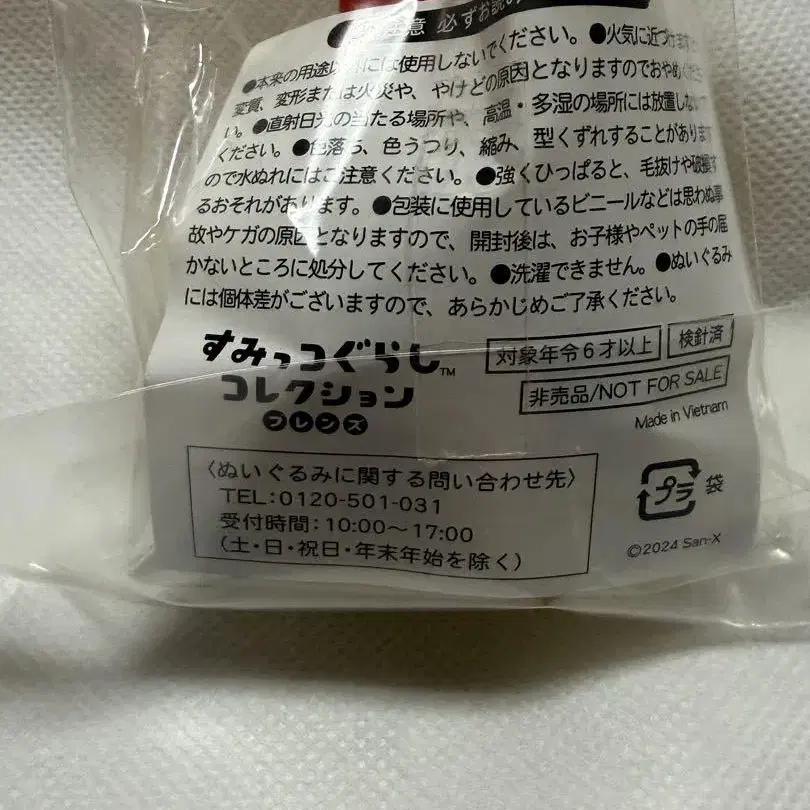 意 必ずお読
●本来の用途以外には使用しないでください。●火気に近づけますと
変質、変形または火災や、やけどの原因となりますのでおやめくださ
い。●直射日光の当たる場所や、高温・多湿の場所には放置しな
ください。●色落ち、色うつり、縮み、型くずれすることがあります
ので水ぬれにはご注意ください。●強くひっぱると、毛抜けや破損す
るおそれがあります。●包装に使用しているビニールなどは思わぬ事
故やケガの原因となりますので、開封後は、お子様やペットの手の届
かないところに処分してください。●洗濯できません。●ぬいぐるみ
には個体差がございますので、あらかじめご了承ください。
すみっコぐらし™
コレクション
フレンズ
対象年令6才以上 検針済
非売品/NOT FOR SALE
Made in Vietnam
〈ぬいぐるみに関する問い合わせ先〉
TEL:0120-501-031
受付時間:10:00～17:00
(土・日・祝日・年末年始を除く)
プラ 袋
©2024 San-X